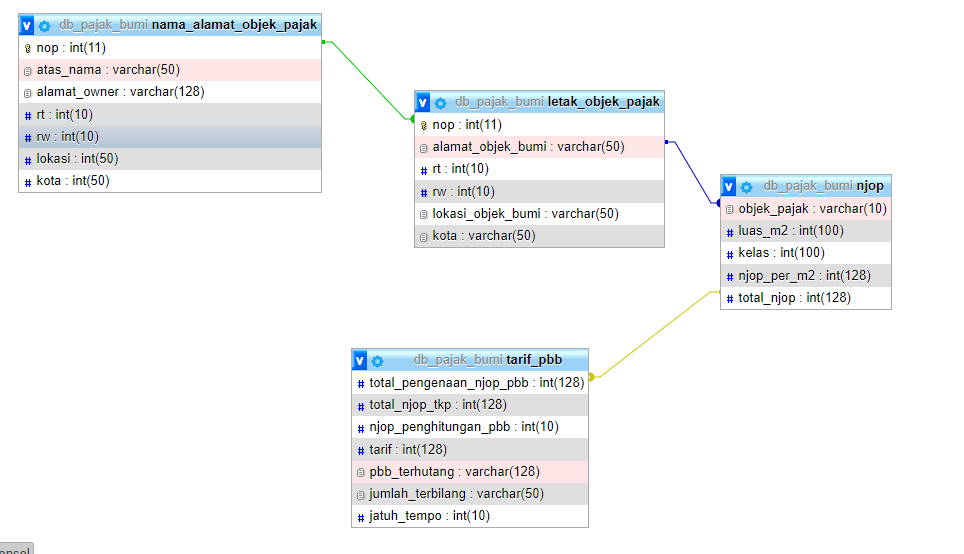 db_pajak_bumi nama_alamat_objek_pajak
nop : int(11)
atas_nama : varchar(50)
alamat_owner : varchar(128)
rt : int(10)
rw : int(10)
lokasi : int(50)
kota : int(50)
db_pajak_bumi letak_objek_pajak
nop : int(11)
alamat_objek_bumi : varchar(50)
rt : int(10)
rw : int(10)
lokasi_objek_bumi : varchar(50)
kota : varchar(50)
db_pajak_bumi njop
objek_pajak : varchar(10)
luas_m2 : int(100)
kelas : int(100)
njop_per_m2 : int(128)
total_njop : int(128)
db_pajak_bumi tarif_pbb
total_pengenaan_njop_pbb : int(128)
total_njop_tkp : int(128)
njop_penghitungan_pbb : int(10)
tarif : int(128)
pbb_terhutang : varchar(128)
jumlah_terbilang : varchar(50)
jatuh_tempo : int(10)